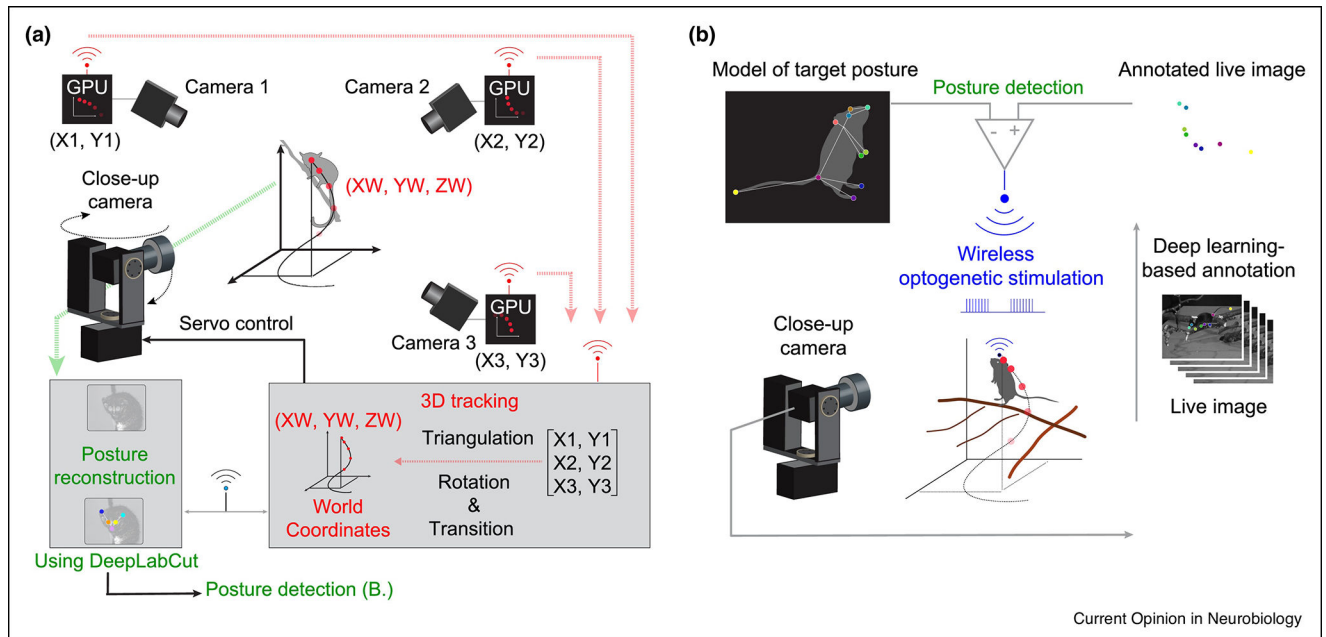 (a)
GPU
Camera 1
(X1, Y1)
Camera 2
GPU
(X2, Y2)
Close-up
camera
(XW, YW, ZW)
GPU
Camera 3
(X3, Y3)
Servo control
3D tracking
(XW, YW, ZW)
Triangulation
X1, Y1
X2, Y2
X3, Y3
Rotation
&
Transition
World
Coordinates
Posture
reconstruction
Using DeepLabCut
Posture detection (B.)
(b)
Model of target posture
Posture detection
Annotated live image
- +
Wireless
optogenetic stimulation
Deep learning-
based annotation
Close-up
camera
Live image
Current Opinion in Neurobiology